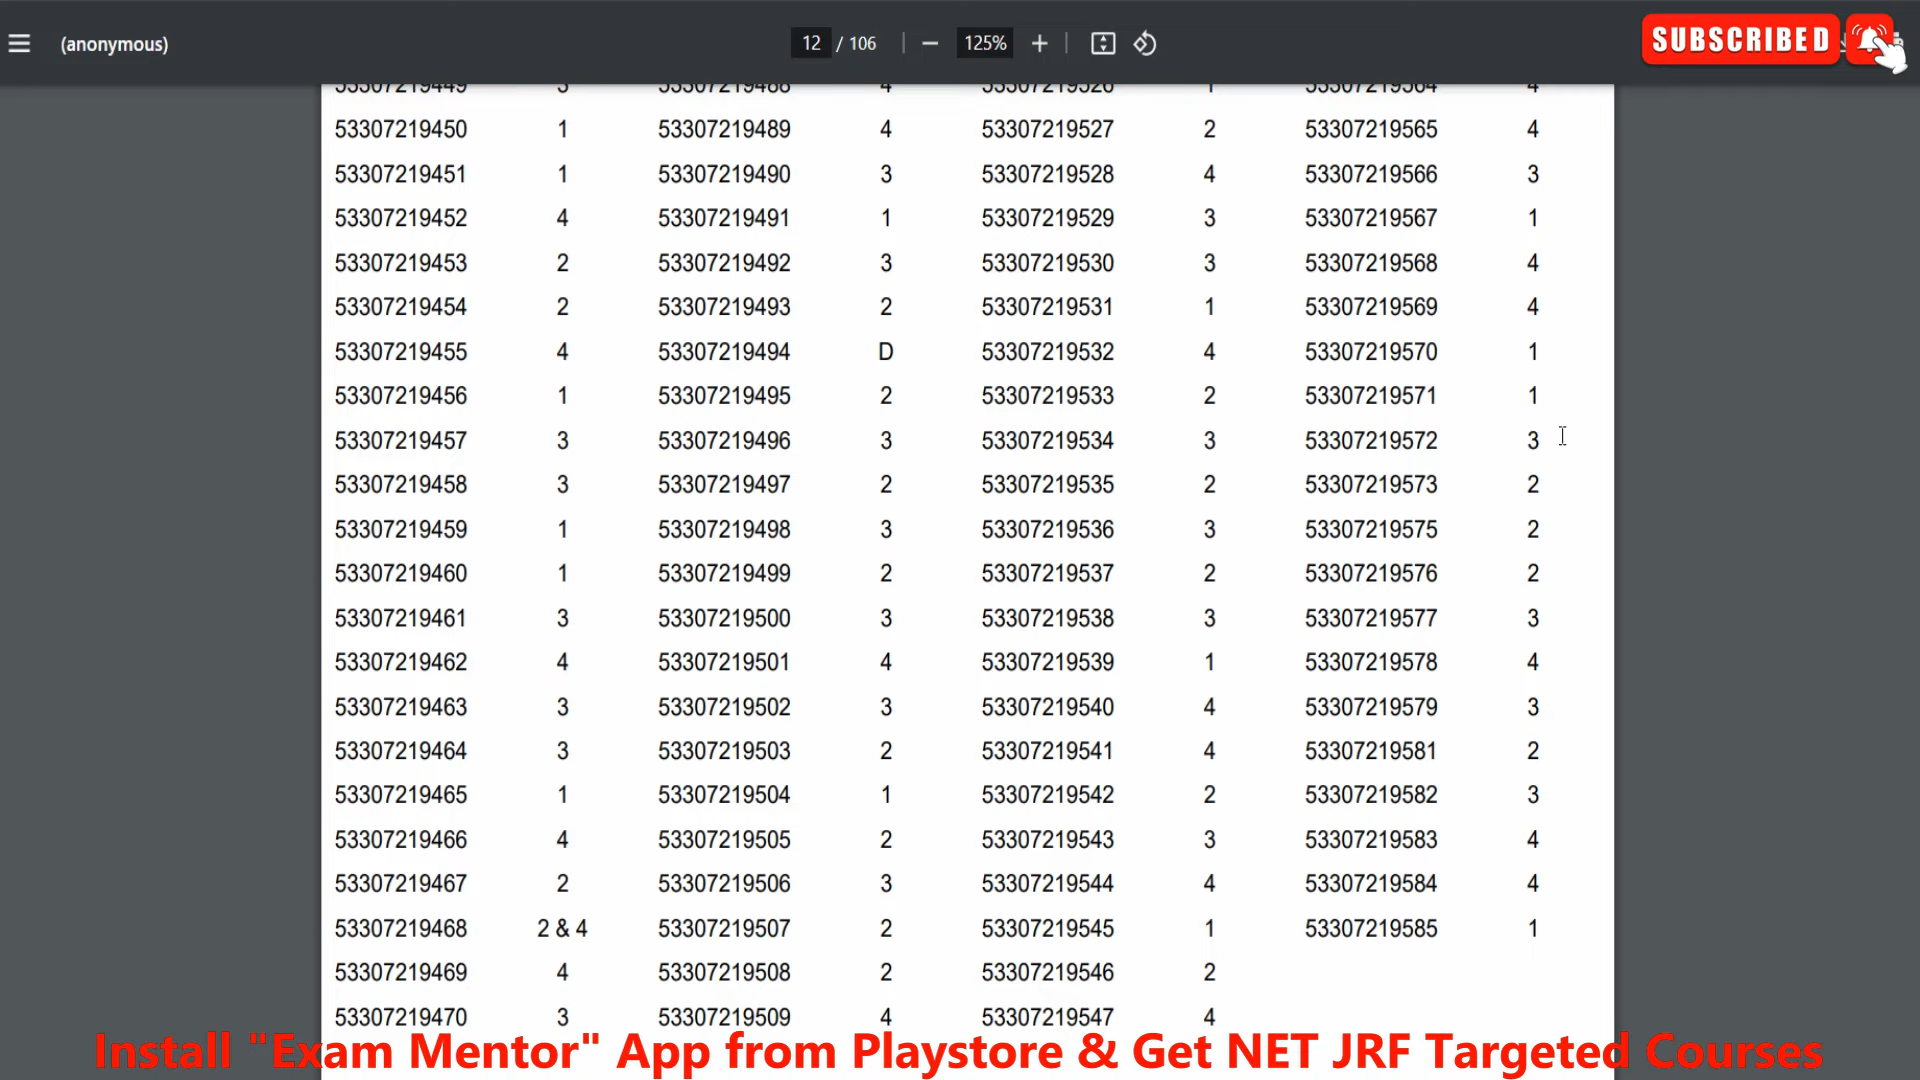 (anonymous)
12 / 106
125%
SUBSCRIBED
53307219449 3 53307219488 4 53307219526 1 53307219564 4
53307219450 1 53307219489 4 53307219527 2 53307219565 4
53307219451 1 53307219490 3 53307219528 4 53307219566 3
53307219452 4 53307219491 1 53307219529 3 53307219567 1
53307219453 2 53307219492 3 53307219530 3 53307219568 4
53307219454 2 53307219493 2 53307219531 1 53307219569 4
53307219455 4 53307219494 D 53307219532 4 53307219570 1
53307219456 1 53307219495 2 53307219533 2 53307219571 1
53307219457 3 53307219496 3 53307219534 3 53307219572 3
53307219458 3 53307219497 2 53307219535 2 53307219573 2
53307219459 1 53307219498 3 53307219536 3 53307219575 2
53307219460 1 53307219499 2 53307219537 2 53307219576 2
53307219461 3 53307219500 3 53307219538 3 53307219577 3
53307219462 4 53307219501 4 53307219539 1 53307219578 4
53307219463 3 53307219502 3 53307219540 4 53307219579 3
53307219464 3 53307219503 2 53307219541 4 53307219581 2
53307219465 1 53307219504 1 53307219542 2 53307219582 3
53307219466 4 53307219505 2 53307219543 3 53307219583 4
53307219467 2 53307219506 3 53307219544 4 53307219584 4
53307219468 2 & 4 53307219507 2 53307219545 1 53307219585 1
53307219469 4 53307219508 2 53307219546 2
53307219470 3 53307219509 4 53307219547 4
Install "Exam Mentor" App from Playstore & Get NET JRF Targeted Courses